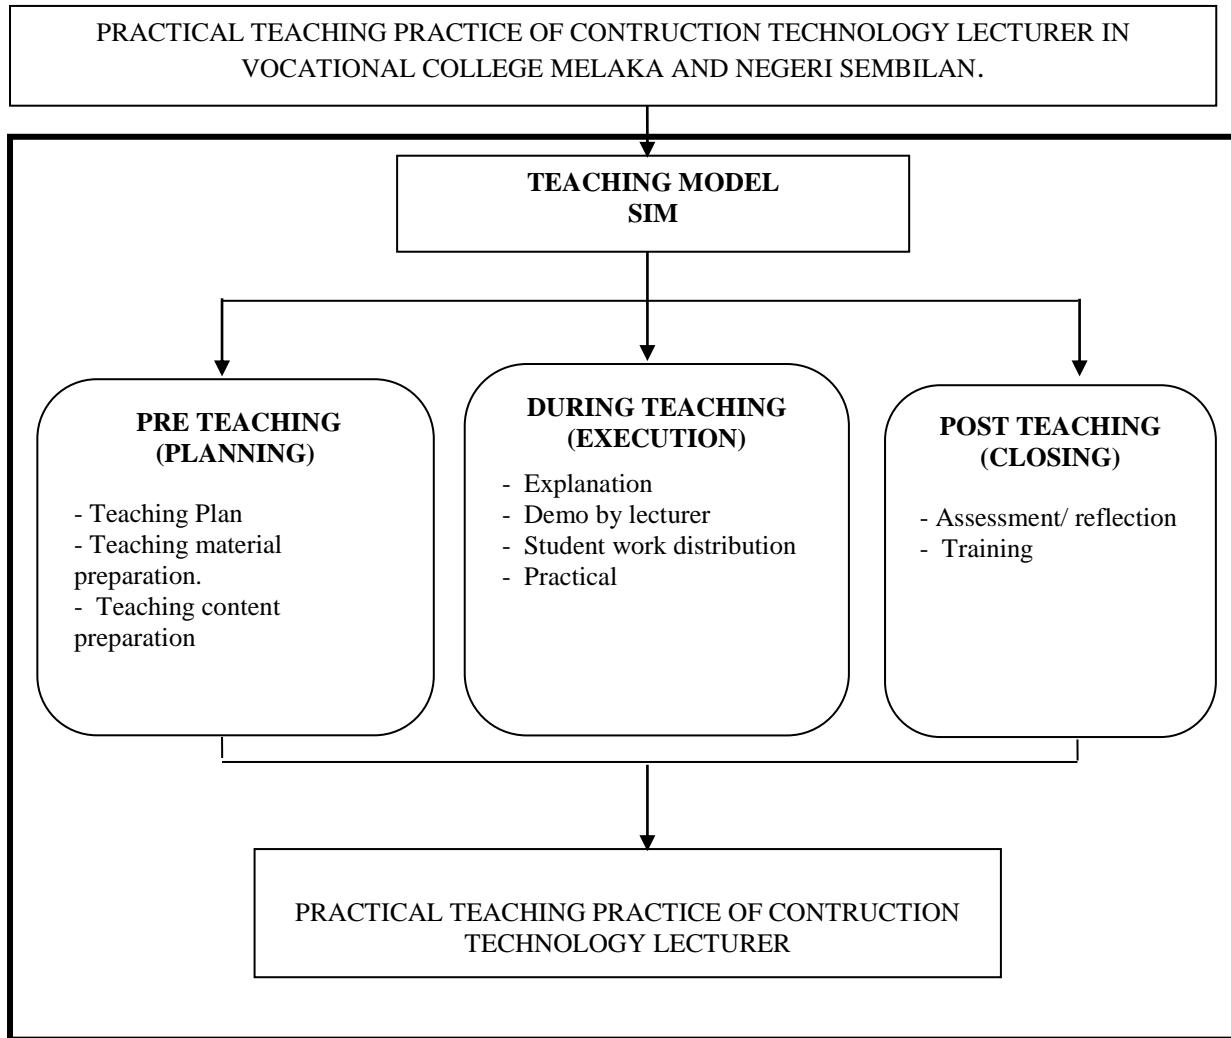 PRACTICAL TEACHING PRACTICE OF CONTRUCTION TECHNOLOGY LECTURER IN
VOCATIONAL COLLEGE MELAKA AND NEGERI SEMBILAN.
TEACHING MODEL
SIM
PRE TEACHING
(PLANNING)
- Teaching Plan
- Teaching material
preparation.
- Teaching content
preparation
DURING TEACHING
(EXECUTION)
- Explanation
- Demo by lecturer
- Student work distribution
- Practical
POST TEACHING
(CLOSING)
- Assessment/ reflection
- Training
PRACTICAL TEACHING PRACTICE OF CONTRUCTION
TECHNOLOGY LECTURER